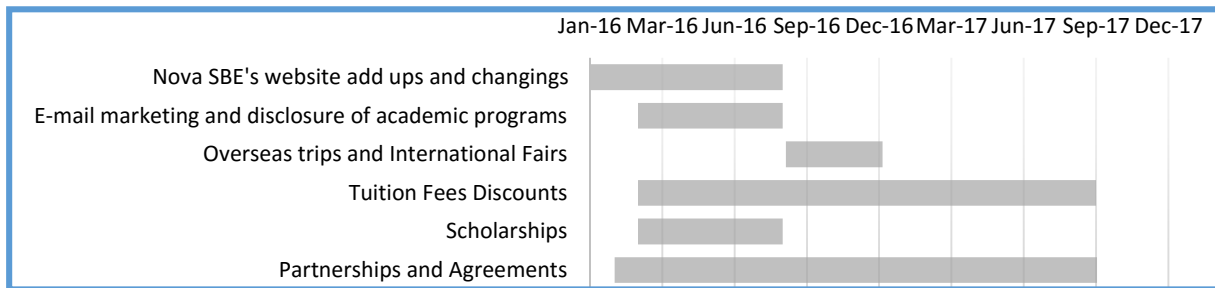 Jan-16 Mar-16 Jun-16 Sep-16 Dec-16 Mar-17 Jun-17 Sep-17 Dec-17
Nova SBE's website add ups and changings
E-mail marketing and disclosure of academic programs
Overseas trips and International Fairs
Tuition Fees Discounts
Scholarships
Partnerships and Agreements